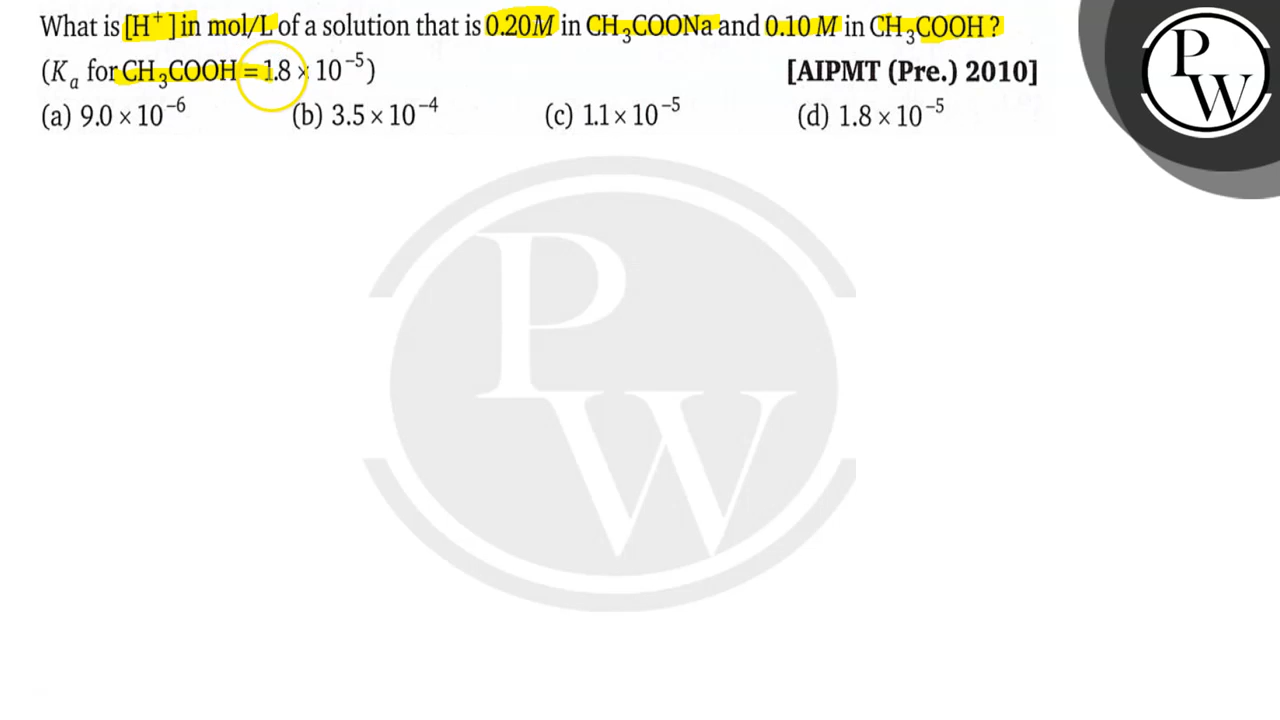 What is [H⁺] in mol/L of a solution that is 0.20M in CH₃COONa and 0.10 M in CH₃COOH?
(Kₐ for CH₃COOH = 1.8 × 10⁻⁵) [AIPMT (Pre.) 2010]
(a) 9.0 × 10⁻⁶ (b) 3.5 × 10⁻⁴ (c) 1.1 × 10⁻⁵ (d) 1.8 × 10⁻⁵
P
W
P
W